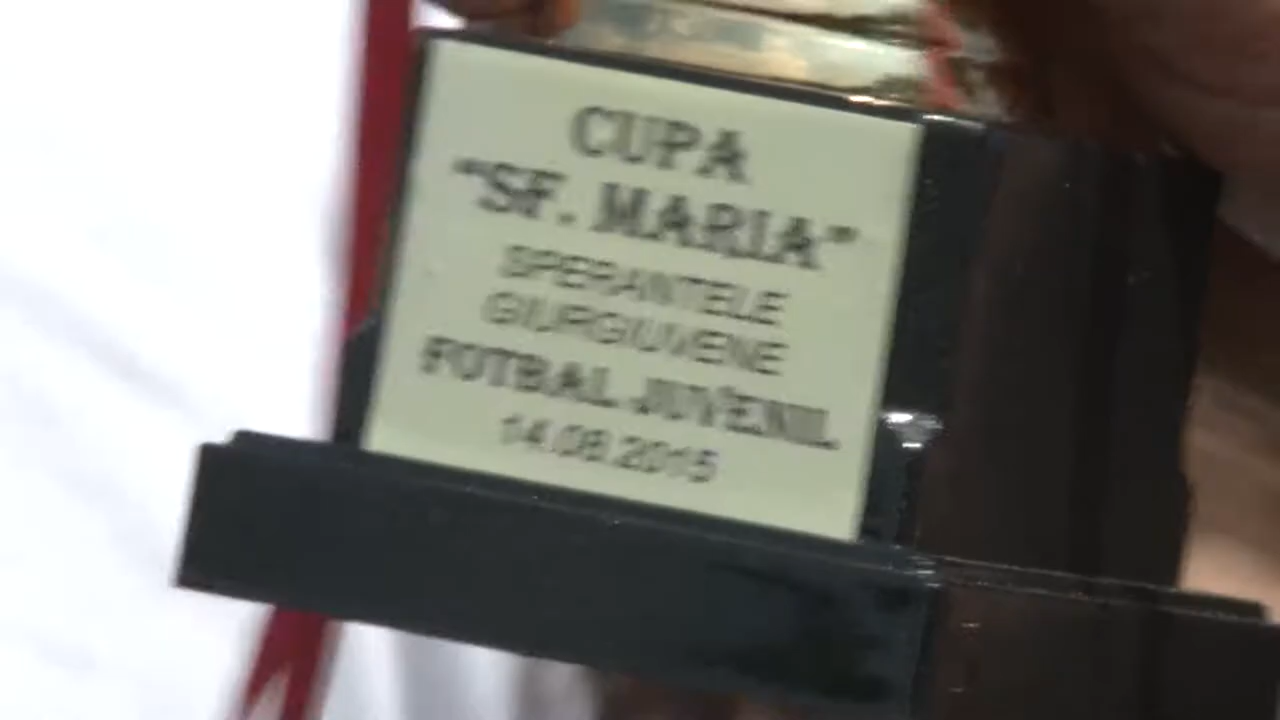 CUPA
"SF. MARIA"
SPERANTELE
GIURGIUVENE
FOTBAL JUVENIL
14.08.2015